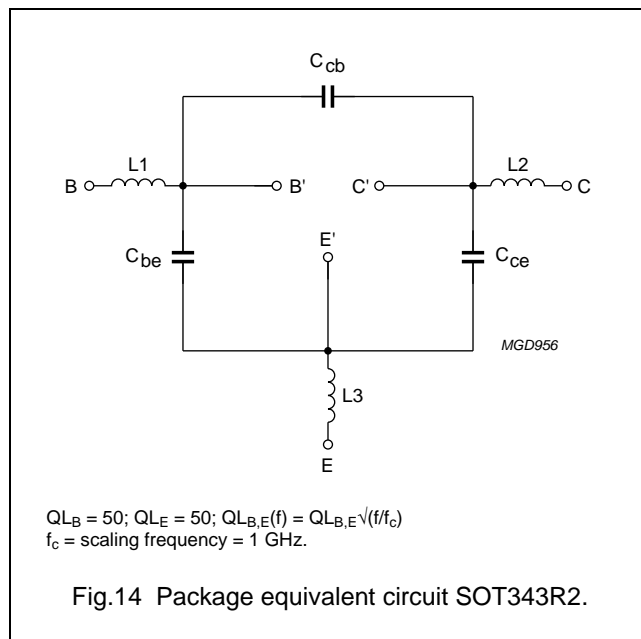 C_cb
L1
L2
B
B'
C'
C
E'
C_be
C_ce
MGD956
L3
E
QL_B = 50; QL_E = 50; QL_B,E(f) = QL_B,E√(f/f_c)
f_c = scaling frequency = 1 GHz.
Fig.14 Package equivalent circuit SOT343R2.